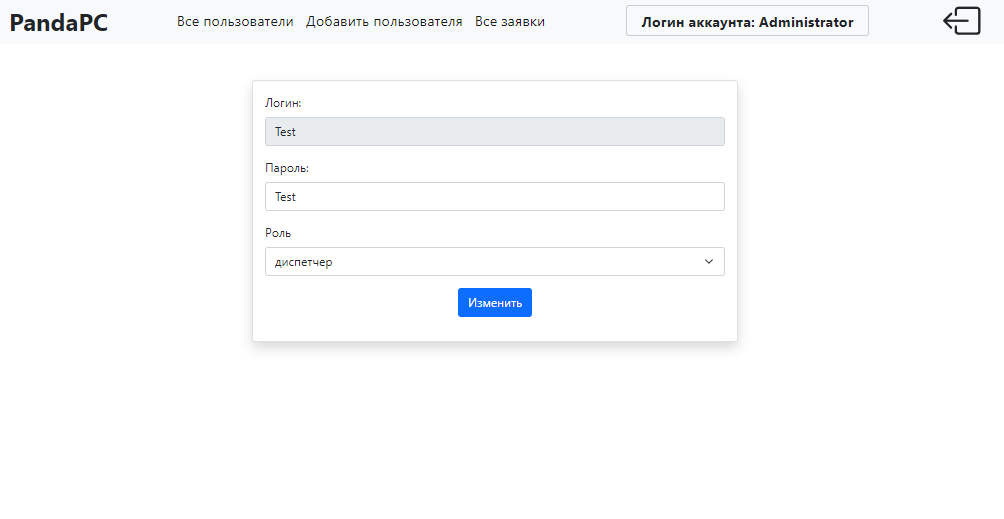 PandaPC Все пользователи Добавить пользователя Все заявки Логин аккаунта: Administrator
Логин:
Test
Пароль:
Test
Роль
диспетчер
Изменить